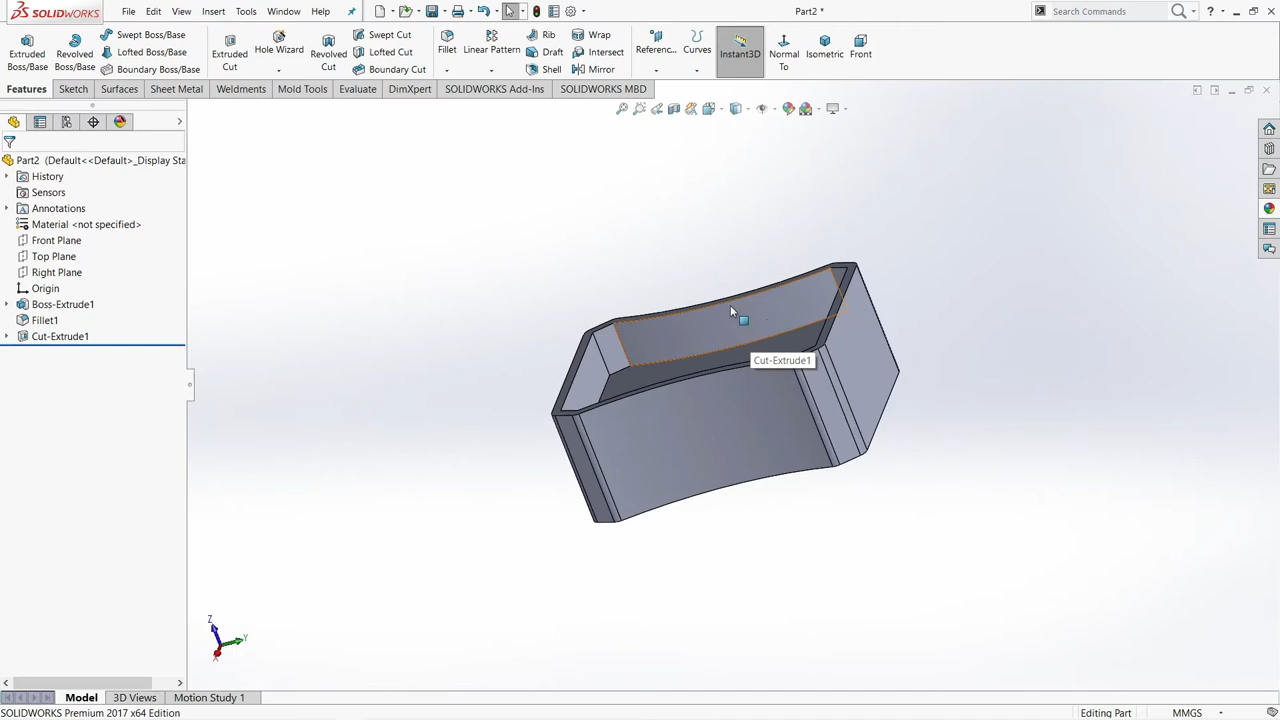 SOLIDWORKS File Edit View Insert Tools Window Help Part2 * Search Commands
Extruded Boss/Base
Revolved Boss/Base
Swept Boss/Base
Lofted Boss/Base
Boundary Boss/Base
Extruded Cut
Hole Wizard
Revolved Cut
Swept Cut
Lofted Cut
Boundary Cut
Fillet
Linear Pattern
Rib
Draft
Shell
Wrap
Intersect
Mirror
Referenc...
Curves
Instant3D
Normal To
Isometric
Front
Features Sketch Surfaces Sheet Metal Weldments Mold Tools Evaluate DimXpert SOLIDWORKS Add-Ins SOLIDWORKS MBD
Part2 (Default<<Default>_Display Sta
History
Sensors
Annotations
Material <not specified>
Front Plane
Top Plane
Right Plane
Origin
Boss-Extrude1
Fillet1
Cut-Extrude1
Cut-Extrude1
Z
Y
X
Model 3D Views Motion Study 1
SOLIDWORKS Premium 2017 x64 Edition Editing Part MMGS